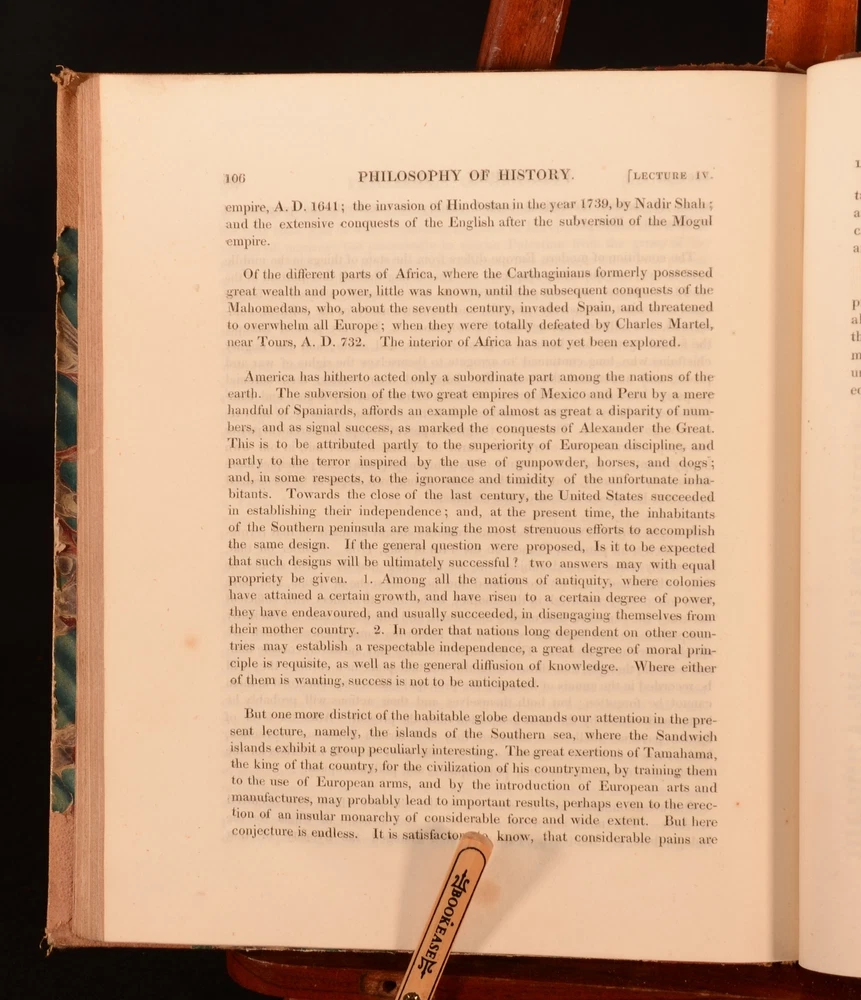 106 PHILOSOPHY OF HISTORY. [LECTURE IV.
empire, A. D. 1641; the invasion of Hindostan in the year 1739, by Nadir Shah;
and the extensive conquests of the English after the subversion of the Mogul
empire.
Of the different parts of Africa, where the Carthaginians formerly possessed
great wealth and power, little was known, until the subsequent conquests of the
Mahomedans, who, about the seventh century, invaded Spain, and threatened
to overwhelm all Europe; when they were totally defeated by Charles Martel,
near Tours, A. D. 732. The interior of Africa has not yet been explored.
America has hitherto acted only a subordinate part among the nations of the
earth. The subversion of the two great empires of Mexico and Peru by a mere
handful of Spaniards, affords an example of almost as great a disparity of num-
bers, and as signal success, as marked the conquests of Alexander the Great.
This is to be attributed partly to the superiority of European discipline, and
partly to the terror inspired by the use of gunpowder, horses, and dogs;
and, in some respects, to the ignorance and timidity of the unfortunate inha-
bitants. Towards the close of the last century, the United States succeeded
in establishing their independence; and, at the present time, the inhabitants
of the Southern peninsula are making the most strenuous efforts to accomplish
the same design. If the general question were proposed, Is it to be expected
that such designs will be ultimately successful? two answers may with equal
propriety be given. 1. Among all the nations of antiquity, where colonies
have attained a certain growth, and have risen to a certain degree of power,
they have endeavoured, and usually succeeded, in disengaging themselves from
their mother country. 2. In order that nations long dependent on other coun-
tries may establish a respectable independence, a great degree of moral prin-
ciple is requisite, as well as the general diffusion of knowledge. Where either
of them is wanting, success is not to be anticipated.
But one more district of the habitable globe demands our attention in the pre-
sent lecture, namely, the islands of the Southern sea, where the Sandwich
islands exhibit a group peculiarly interesting. The great exertions of Tamahama,
the king of that country, for the civilization of his countrymen, by training them
to the use of European arms, and by the introduction of European arts and
manufactures, may probably lead to important results, perhaps even to the erec-
tion of an insular monarchy of considerable force and wide extent. But here
conjecture is endless. It is know, that considerable pains are
BOOKEASE